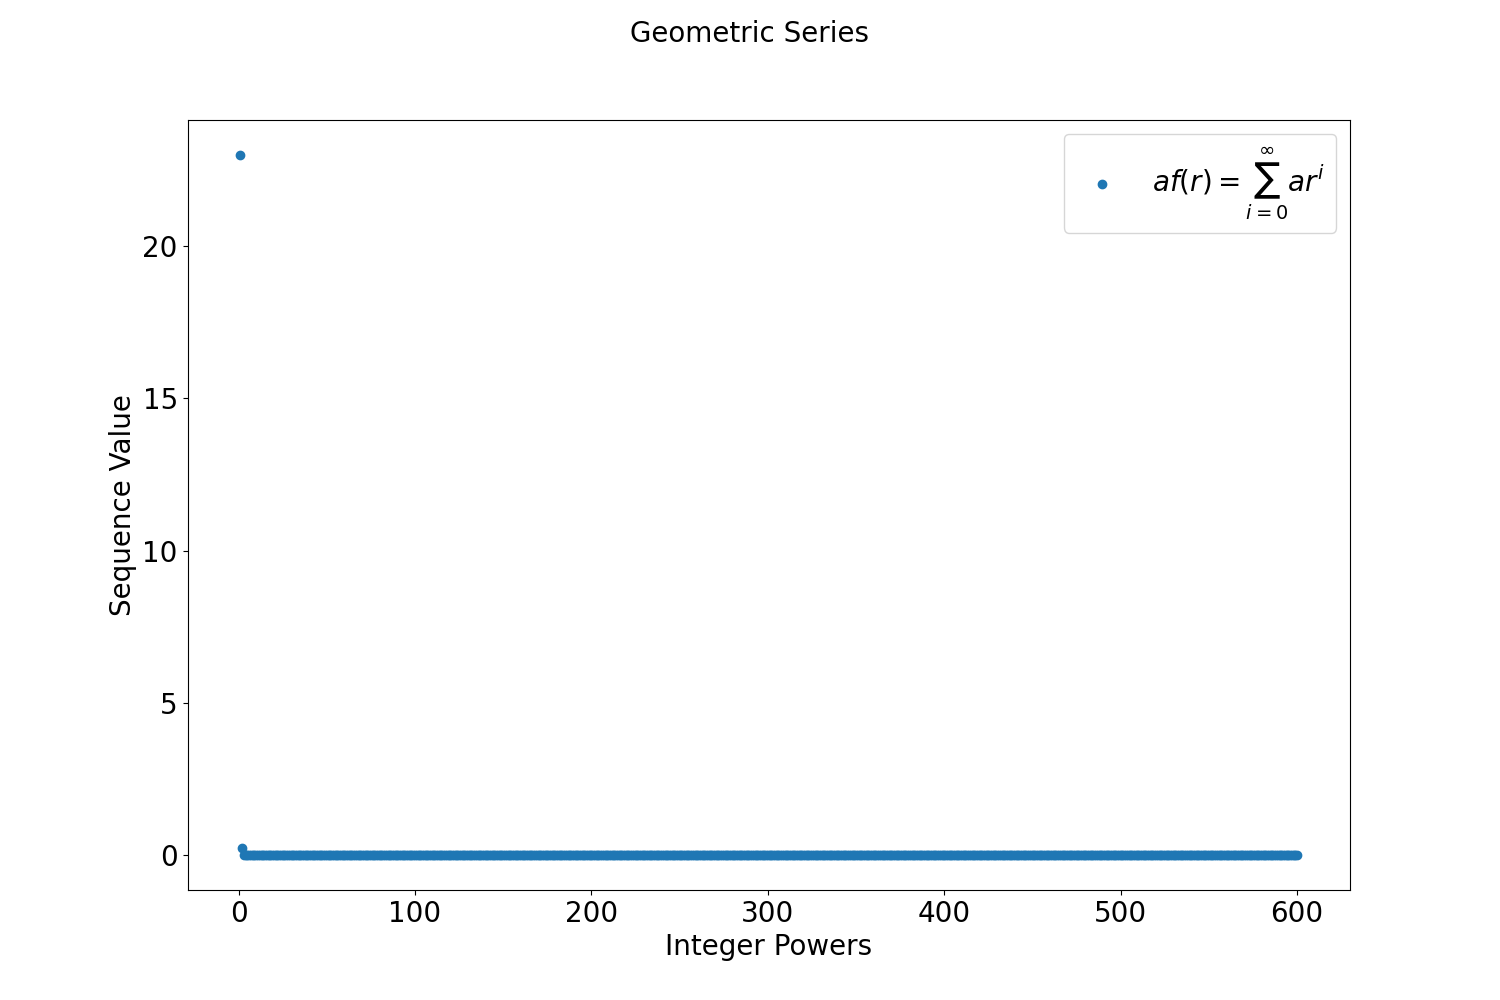 Geometric Series
af(r) = ∑_{i=0}^{∞} ar^i
20
15
10
5
0
Sequence Value
0 100 200 300 400 500 600
Integer Powers